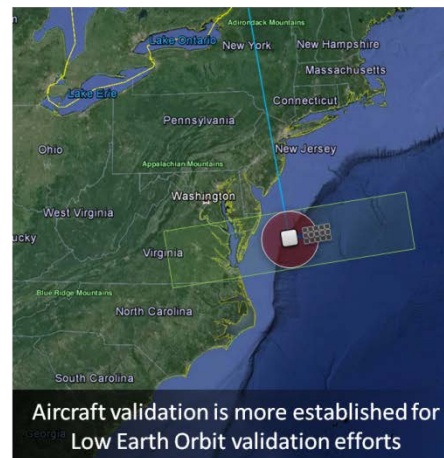 Adirondack Mountains
Lake Ontario
New York
New Hampshire
Massachusetts
Lake Erie
Connecticut
Pennsylvania
New Jersey
Ohio
Appalachian Mountains
Washington
West Virginia
ucky
Virginia
Blue Ridge Mountains
North Carolina
South Carolina
Georgia
Aircraft validation is more established for
Low Earth Orbit validation efforts